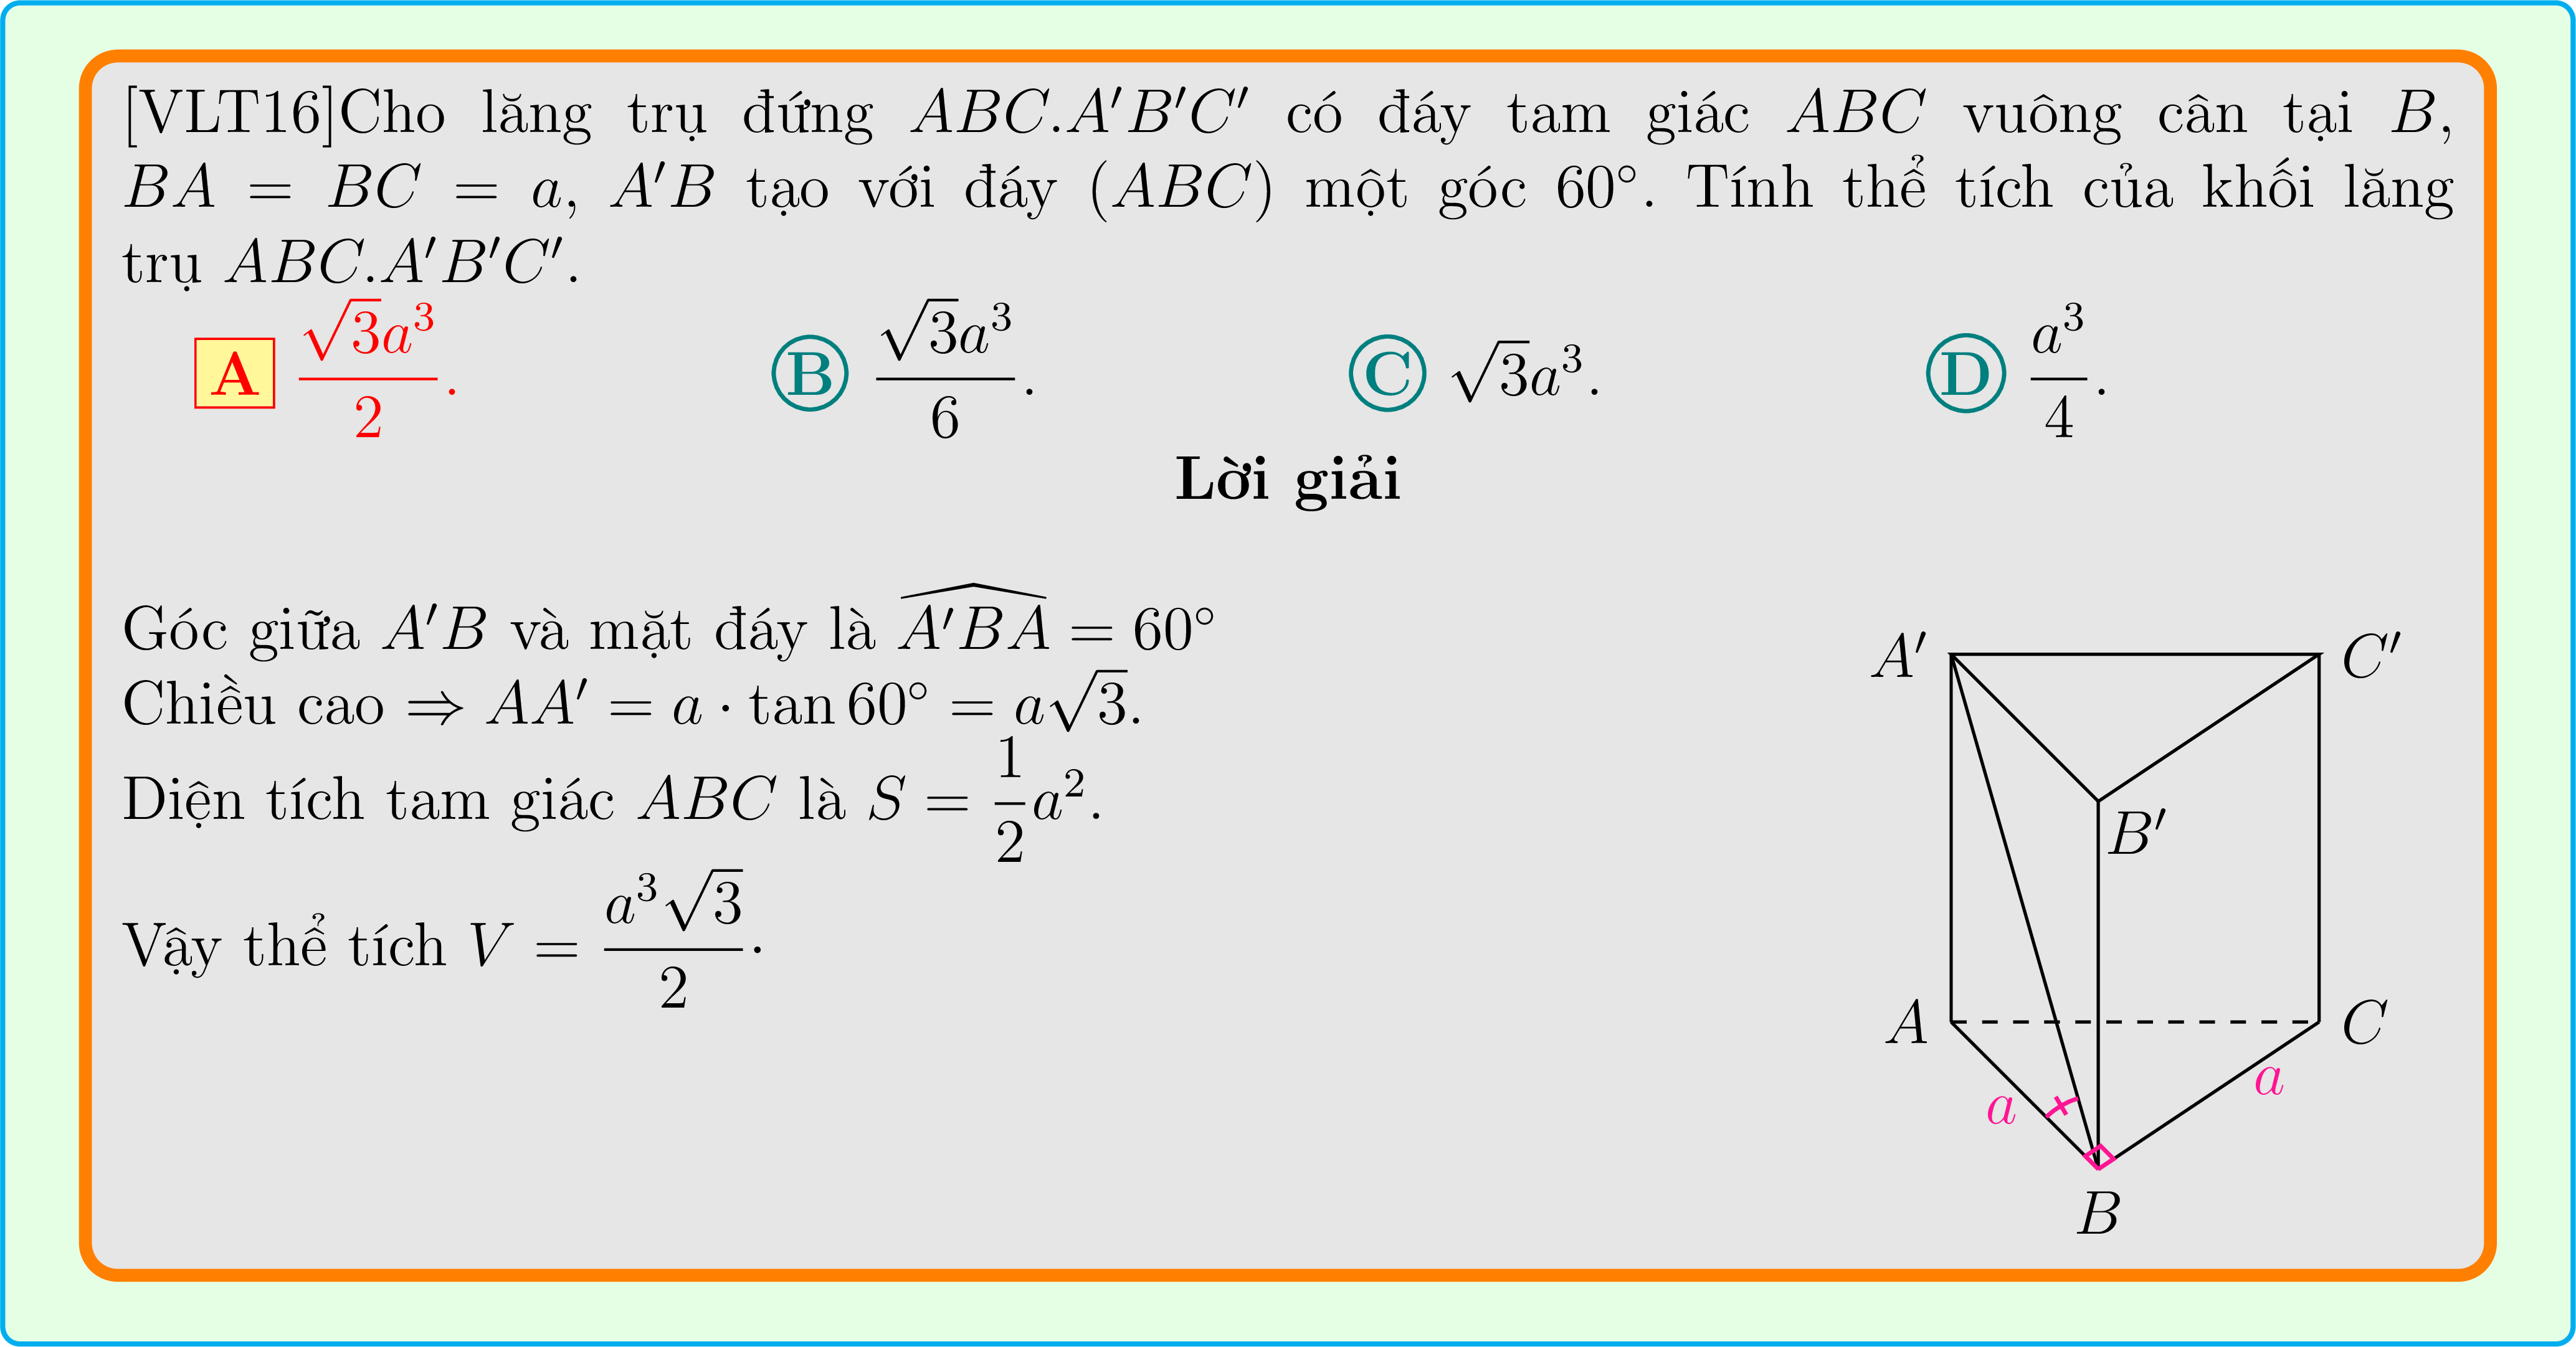 [VLT16]Cho lăng trụ đứng ABC.A′B′C′ có đáy tam giác ABC vuông cân tại B,
BA = BC = a, A′B tạo với đáy (ABC) một góc 60°. Tính thể tích của khối lăng
trụ ABC.A′B′C′.
A $\frac{\sqrt{3}a^3}{2}$. B $\frac{\sqrt{3}a^3}{6}$. C $\sqrt{3}a^3$. D $\frac{a^3}{4}$.
Lời giải
Góc giữa A′B và mặt đáy là $\widehat{A'BA}$ = 60°
Chiều cao ⇒ AA′ = a · tan 60° = a√3.
Diện tích tam giác ABC là S = $\frac{1}{2}a^2$.
Vậy thể tích V = $\frac{a^3\sqrt{3}}{2}$.
A′ C′
B′
A C
a a
B